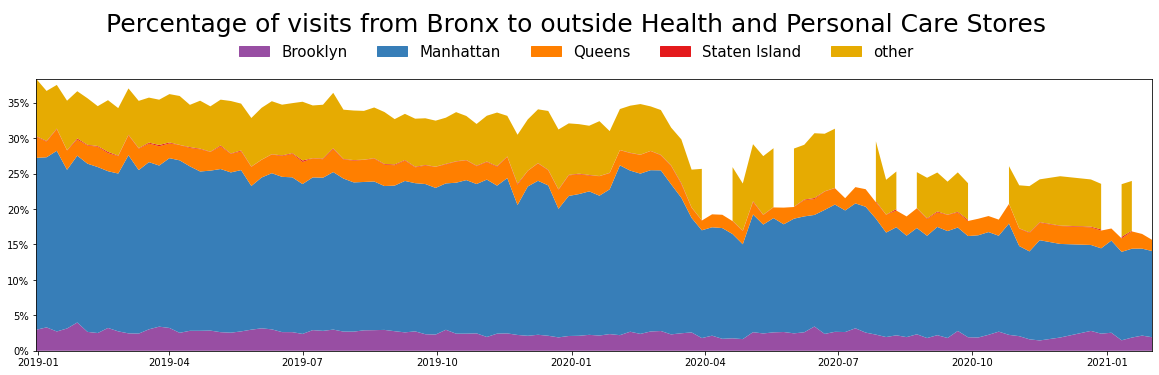 Percentage of visits from Bronx to outside Health and Personal Care Stores
Brooklyn Manhattan Queens Staten Island other
35%
30%
25%
20%
15%
10%
5%
0%
2019-01 2019-04 2019-07 2019-10 2020-01 2020-04 2020-07 2020-10 2021-01